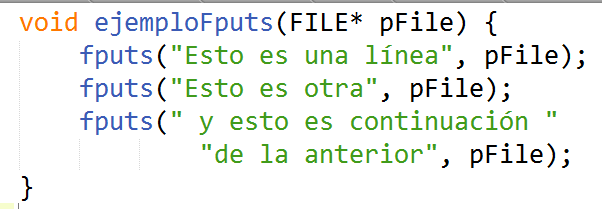 void ejemploFputs(FILE* pFile) {
fputs("Esto es una línea", pFile);
fputs("Esto es otra", pFile);
fputs(" y esto es continuación "
"de la anterior", pFile);
}